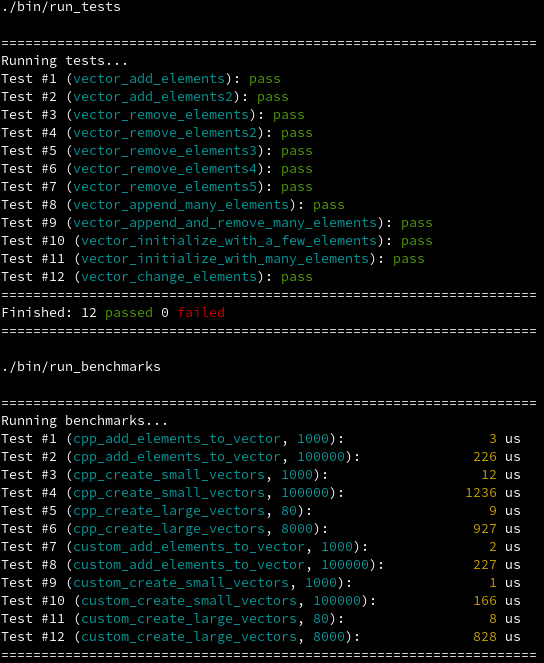 ./bin/run_tests
===================================================================
Running tests...
Test #1 (vector_add_elements): pass
Test #2 (vector_add_elements2): pass
Test #3 (vector_remove_elements): pass
Test #4 (vector_remove_elements2): pass
Test #5 (vector_remove_elements3): pass
Test #6 (vector_remove_elements4): pass
Test #7 (vector_remove_elements5): pass
Test #8 (vector_append_many_elements): pass
Test #9 (vector_append_and_remove_many_elements): pass
Test #10 (vector_initialize_with_a_few_elements): pass
Test #11 (vector_initialize_with_many_elements): pass
Test #12 (vector_change_elements): pass
===================================================================
Finished: 12 passed 0 failed
===================================================================
./bin/run_benchmarks
===================================================================
Running benchmarks...
Test #1 (cpp_add_elements_to_vector, 1000): 3 us
Test #2 (cpp_add_elements_to_vector, 100000): 226 us
Test #3 (cpp_create_small_vectors, 1000): 12 us
Test #4 (cpp_create_small_vectors, 100000): 1236 us
Test #5 (cpp_create_large_vectors, 80): 9 us
Test #6 (cpp_create_large_vectors, 8000): 927 us
Test #7 (custom_add_elements_to_vector, 1000): 2 us
Test #8 (custom_add_elements_to_vector, 100000): 227 us
Test #9 (custom_create_small_vectors, 1000): 1 us
Test #10 (custom_create_small_vectors, 100000): 166 us
Test #11 (custom_create_large_vectors, 80): 8 us
Test #12 (custom_create_large_vectors, 8000): 828 us
===================================================================